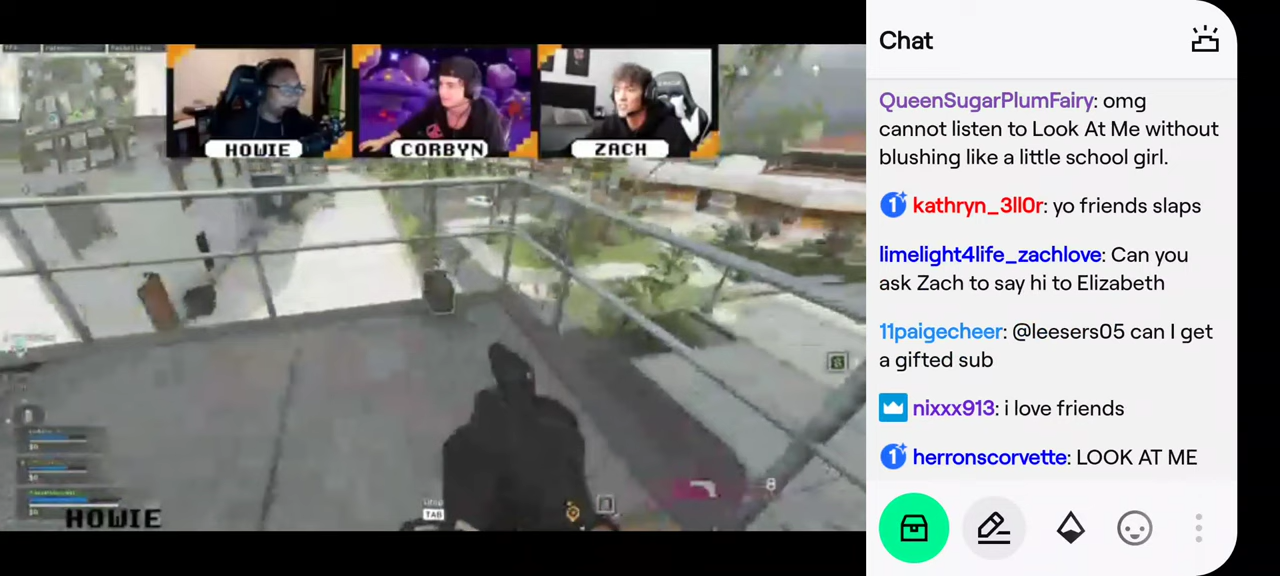 HOWIE
CORBYN
ZACH
TAB
8
HOWIE
Chat
QueenSugarPlumFairy: omg
cannot listen to Look At Me without
blushing like a little school girl.
kathryn_3ll0r: yo friends slaps
limelight4life_zachlove: Can you
ask Zach to say hi to Elizabeth
11paigecheer: @leesers05 can I get
a gifted sub
nixxx913: i love friends
herronscorvette: LOOK AT ME